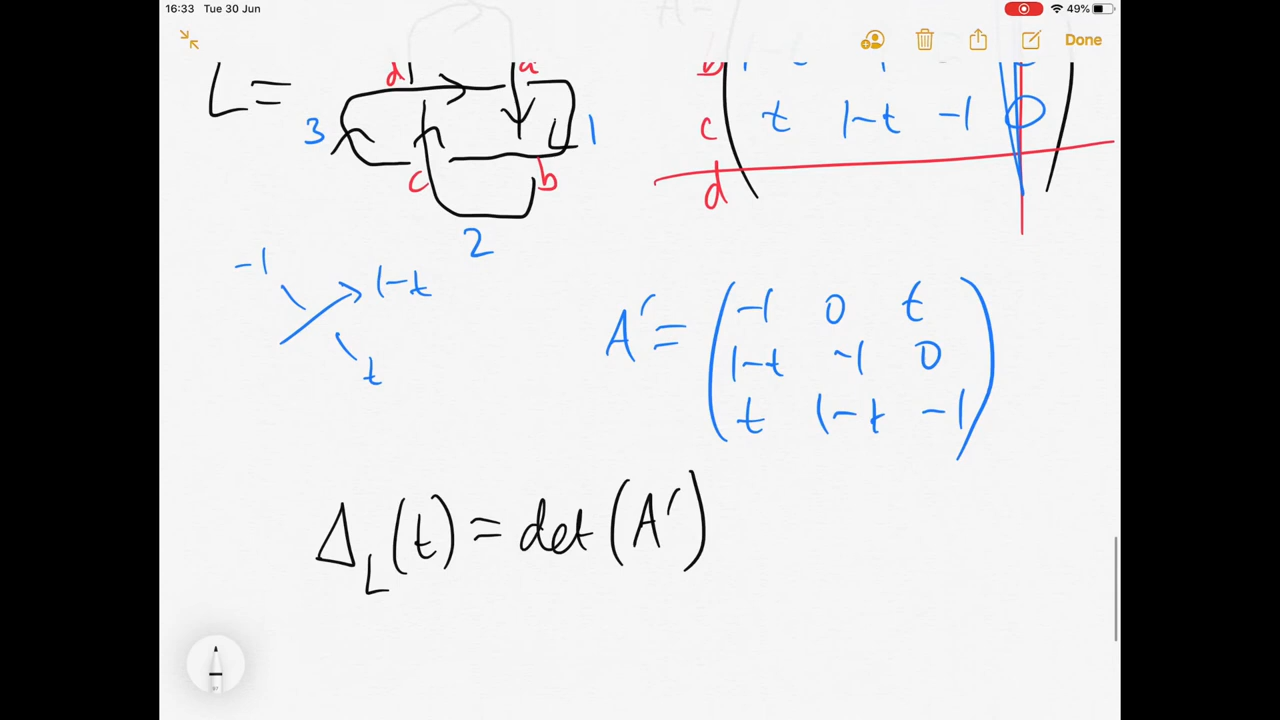 16:33 Tue 30 Jun
49%
Done
L =
d
a
3
1
c
b
2
c t 1-t -1 0
d
-1
1-t
t
A' = ( -1 0 t
1-t -1 0
t 1-t -1 )
Δ_L(t) = det(A')
97